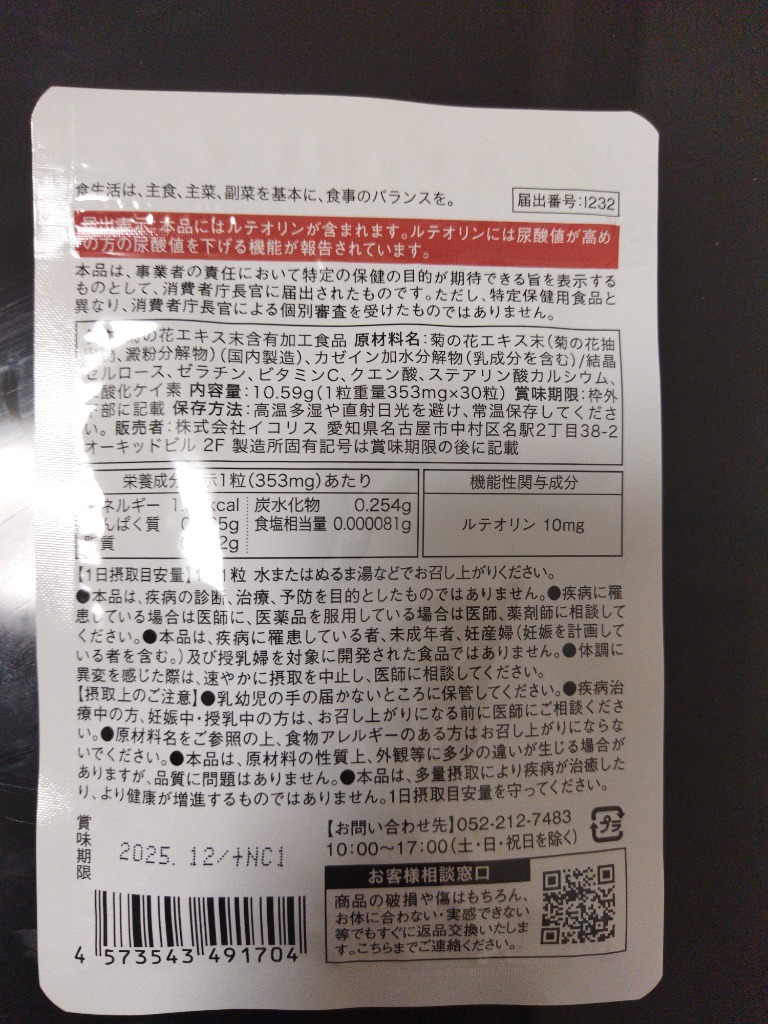 食生活は、主食、主菜、副菜を基本に、食事のバランスを。
届出番号:I232
届出表示:本品にはルテオリンが含まれます。ルテオリンには尿酸値が高め
の方の尿酸値を下げる機能が報告されています。
本品は、事業者の責任において特定の保健の目的が期待できる旨を表示する
ものとして、消費者庁長官に届出されたものです。ただし、特定保健用食品と
異なり、消費者庁長官による個別審査を受けたものではありません。
菊の花エキス末含有加工食品 原材料名:菊の花エキス末(菊の花抽
、澱粉分解物)(国内製造)、カゼイン加水分解物(乳成分を含む)/結晶
セルロース、ゼラチン、ビタミンC、クエン酸、ステアリン酸カルシウム、
二酸化ケイ素 内容量:10.59g(1粒重量353mg×30粒) 賞味期限:枠外
下部に記載 保存方法:高温多湿や直射日光を避け、常温保存してくださ
い。 販売者:株式会社イコリス 愛知県名古屋市中村区名駅2丁目38-2
オーキッドビル 2F 製造所固有記号は賞味期限の後に記載
栄養成分 示1粒(353mg)あたり
エネルギー kcal 炭水化物 0.254g
たんぱく質 5g 食塩相当量 0.000081g
脂質 2g
機能性関与成分
ルテオリン 10mg
【1日摂取目安量】 1粒 水またはぬるま湯などでお召し上がりください。
●本品は、疾病の診断、治療、予防を目的としたものではありません。●疾病に罹
患している場合は医師に、医薬品を服用している場合は医師、薬剤師に相談して
ください。●本品は、疾病に罹患している者、未成年者、妊産婦(妊娠を計画して
いる者を含む。)及び授乳婦を対象に開発された食品ではありません。●体調に
異変を感じた際は、速やかに摂取を中止し、医師に相談してください。
【摂取上のご注意】●乳幼児の手の届かないところに保管してください。●疾病治
療中の方、妊娠中・授乳中の方は、お召し上がりになる前に医師にご相談くださ
い。●原材料名をご参照の上、食物アレルギーのある方はお召し上がりにならな
いでください。●本品は、原材料の性質上、外観等に多少の違いが生じる場合が
ありますが、品質に問題はありません。●本品は、多量摂取により疾病が治癒した
り、より健康が増進するものではありません。1日摂取目安量を守ってください。
賞味期限
2025. 12/+NC1
【お問い合わせ先】052-212-7483
10:00〜17:00(土・日・祝日を除く)
プラ
お客様相談窓口
商品の破損や傷はもちろん、
お体に合わない・実感できない
等でもすぐに返品交換いたしま
す。こちらまでご連絡ください。
4 573543 491704